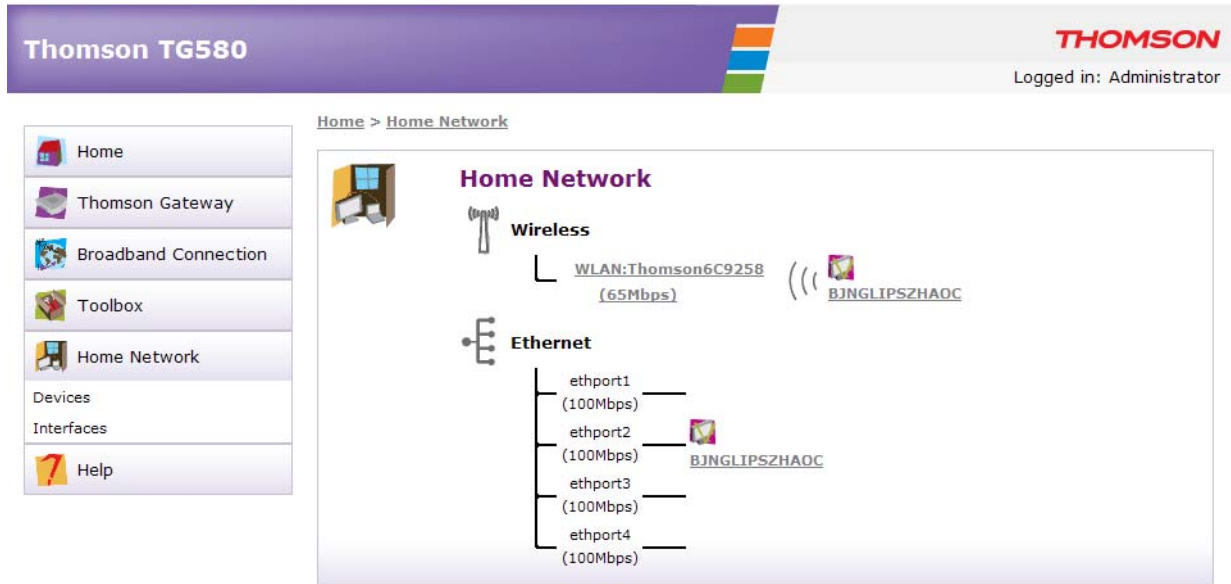 Thomson TG580
THOMSON
Logged in: Administrator
Home > Home Network
Home
Thomson Gateway
Broadband Connection
Toolbox
Home Network
Devices
Interfaces
Help
Home Network
Wireless
WLAN:Thomson6C9258
(65Mbps)
BJNGLIPSZHAOC
Ethernet
ethport1
(100Mbps)
ethport2
(100Mbps)
BJNGLIPSZHAOC
ethport3
(100Mbps)
ethport4
(100Mbps)